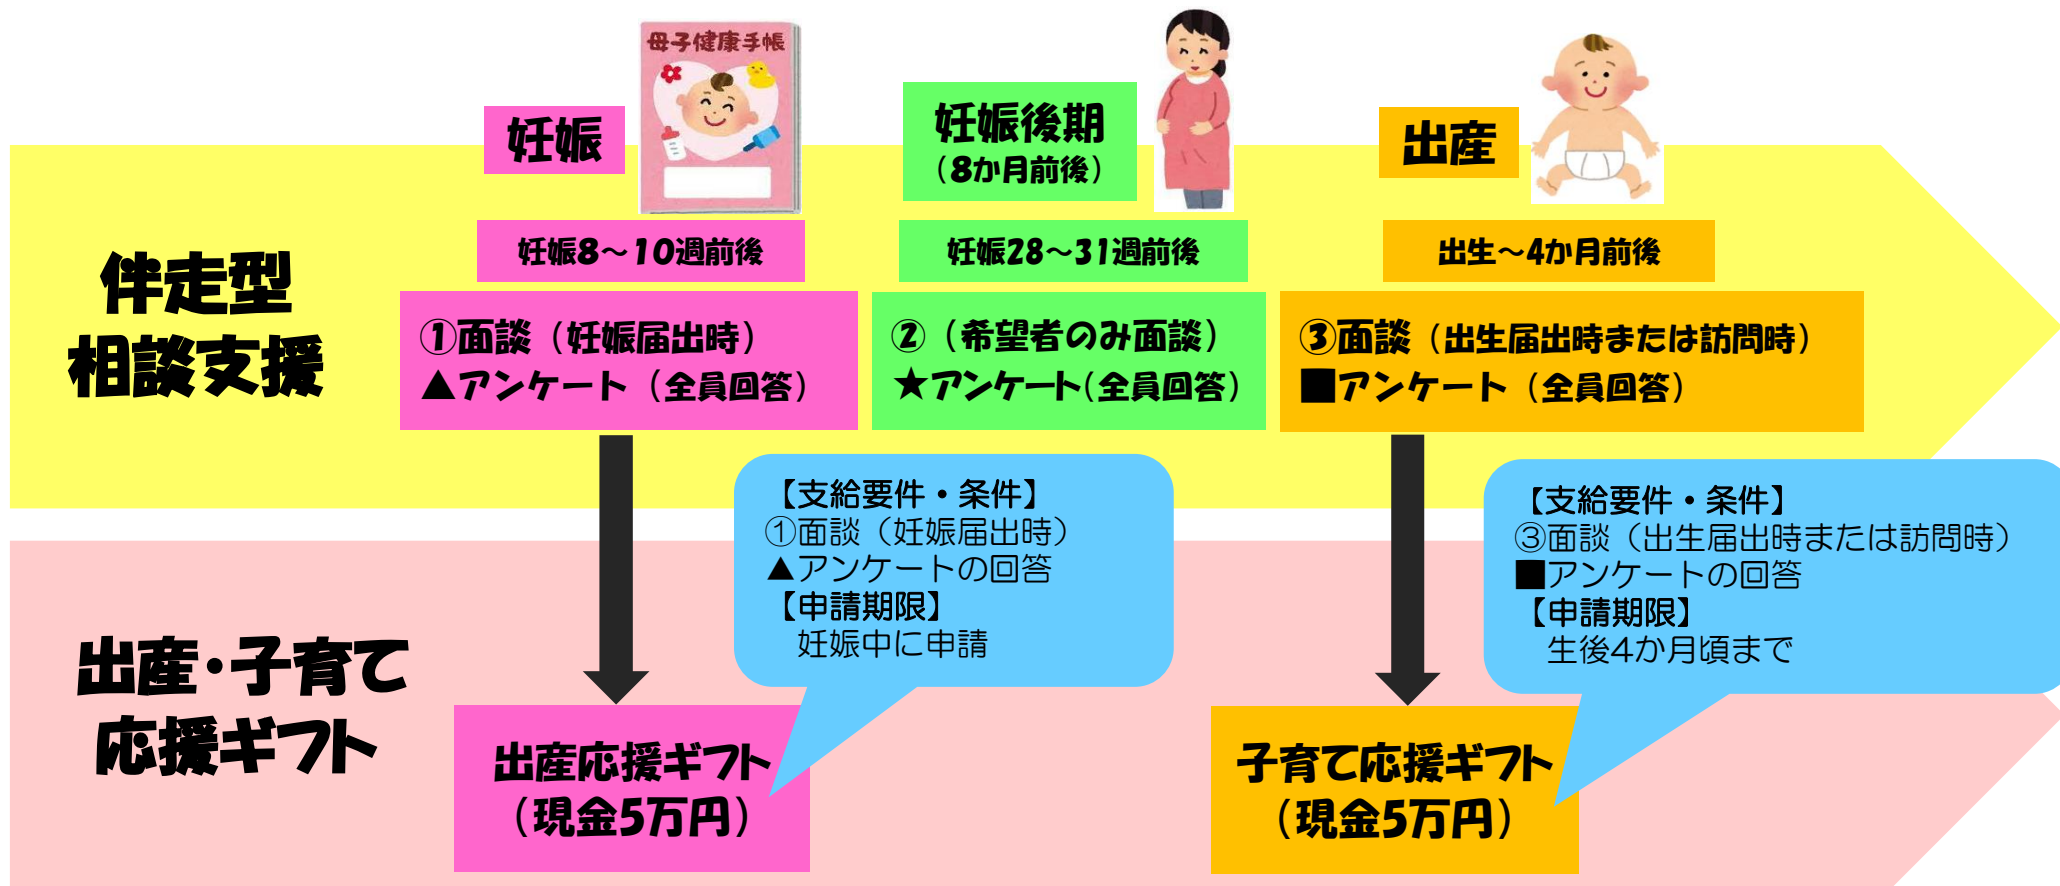 母子健康手帳
妊娠
妊娠後期
（8か月前後）
出産
伴走型
相談支援
妊娠8～10週前後
①面談（妊娠届出時）
▲アンケート（全員回答）
妊娠28～31週前後
②（希望者のみ面談）
★アンケート(全員回答)
出生～4か月前後
③面談（出生届出時または訪問時）
■アンケート（全員回答）
【支給要件・条件】
①面談（妊娠届出時）
▲アンケートの回答
【申請期限】
妊娠中に申請
【支給要件・条件】
③面談（出生届出時または訪問時）
■アンケートの回答
【申請期限】
生後4か月頃まで
出産・子育て
応援ギフト
出産応援ギフト
（現金5万円）
子育て応援ギフト
（現金5万円）